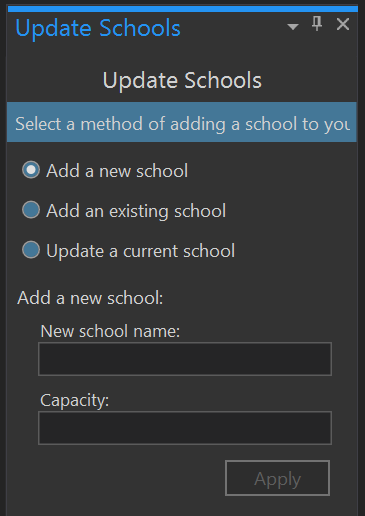 Update Schools
Update Schools
Select a method of adding a school to you
Add a new school
Add an existing school
Update a current school
Add a new school:
New school name:
Capacity:
Apply